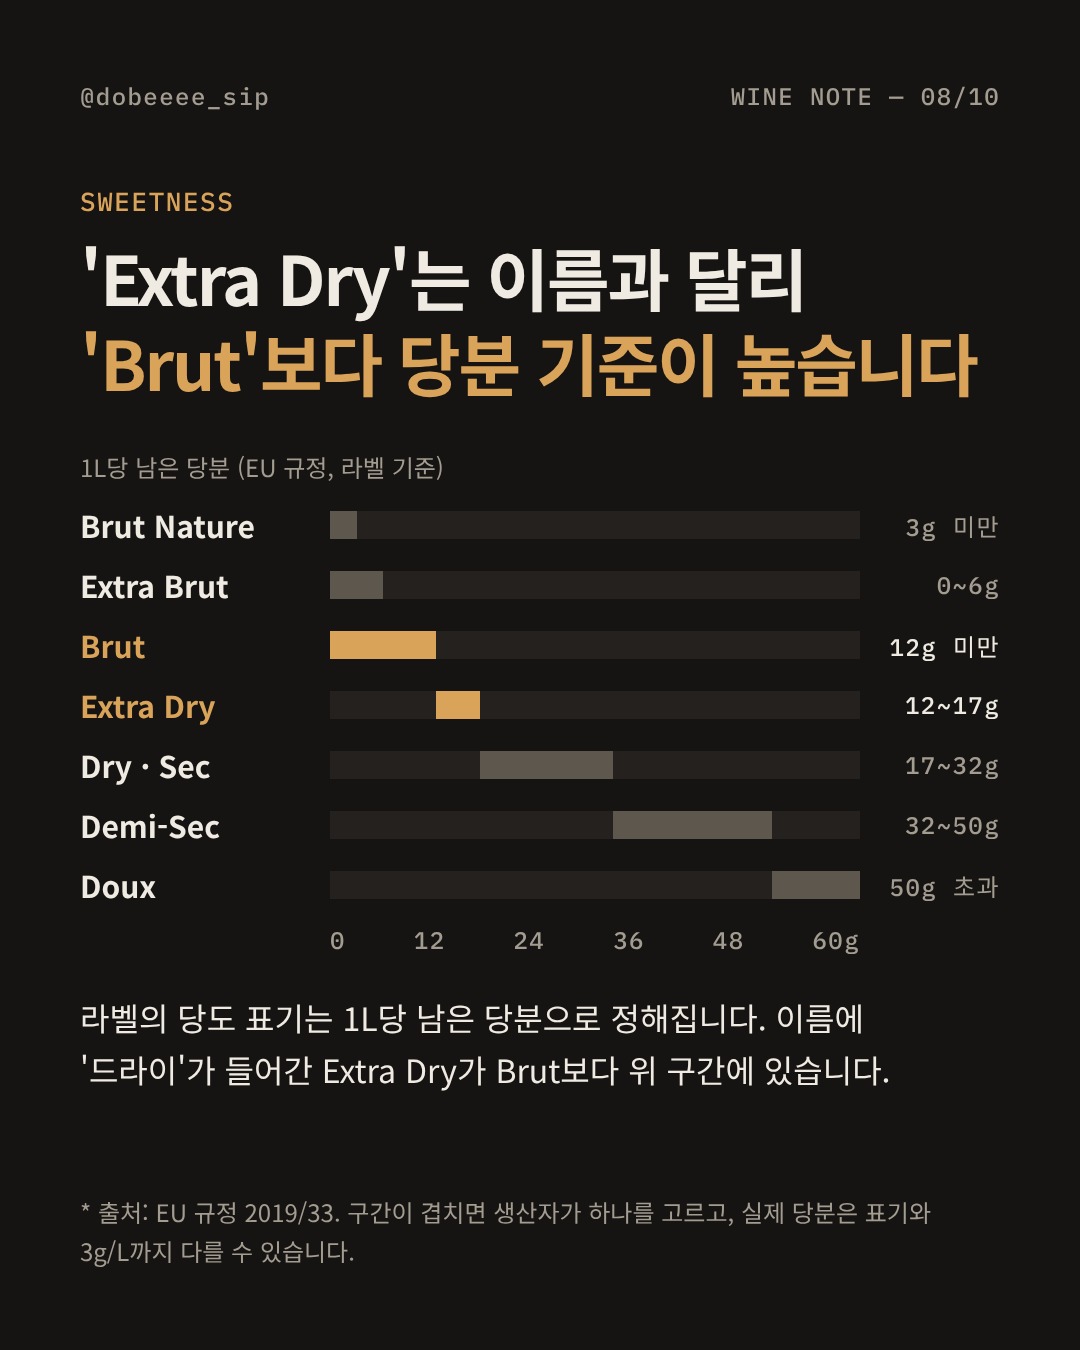 @dobeeee_sip
WINE NOTE — 08/10
SWEETNESS
'Extra Dry'는 이름과 달리
'Brut'보다 당분 기준이 높습니다
1L당 남은 당분 (EU 규정, 라벨 기준)
Brut Nature 3g 미만
Extra Brut 0~6g
Brut 12g 미만
Extra Dry 12~17g
Dry · Sec 17~32g
Demi-Sec 32~50g
Doux 50g 초과
0 12 24 36 48 60g
라벨의 당도 표기는 1L당 남은 당분으로 정해집니다. 이름에
'드라이'가 들어간 Extra Dry가 Brut보다 위 구간에 있습니다.
* 출처: EU 규정 2019/33. 구간이 겹치면 생산자가 하나를 고르고, 실제 당분은 표기와
3g/L까지 다를 수 있습니다.